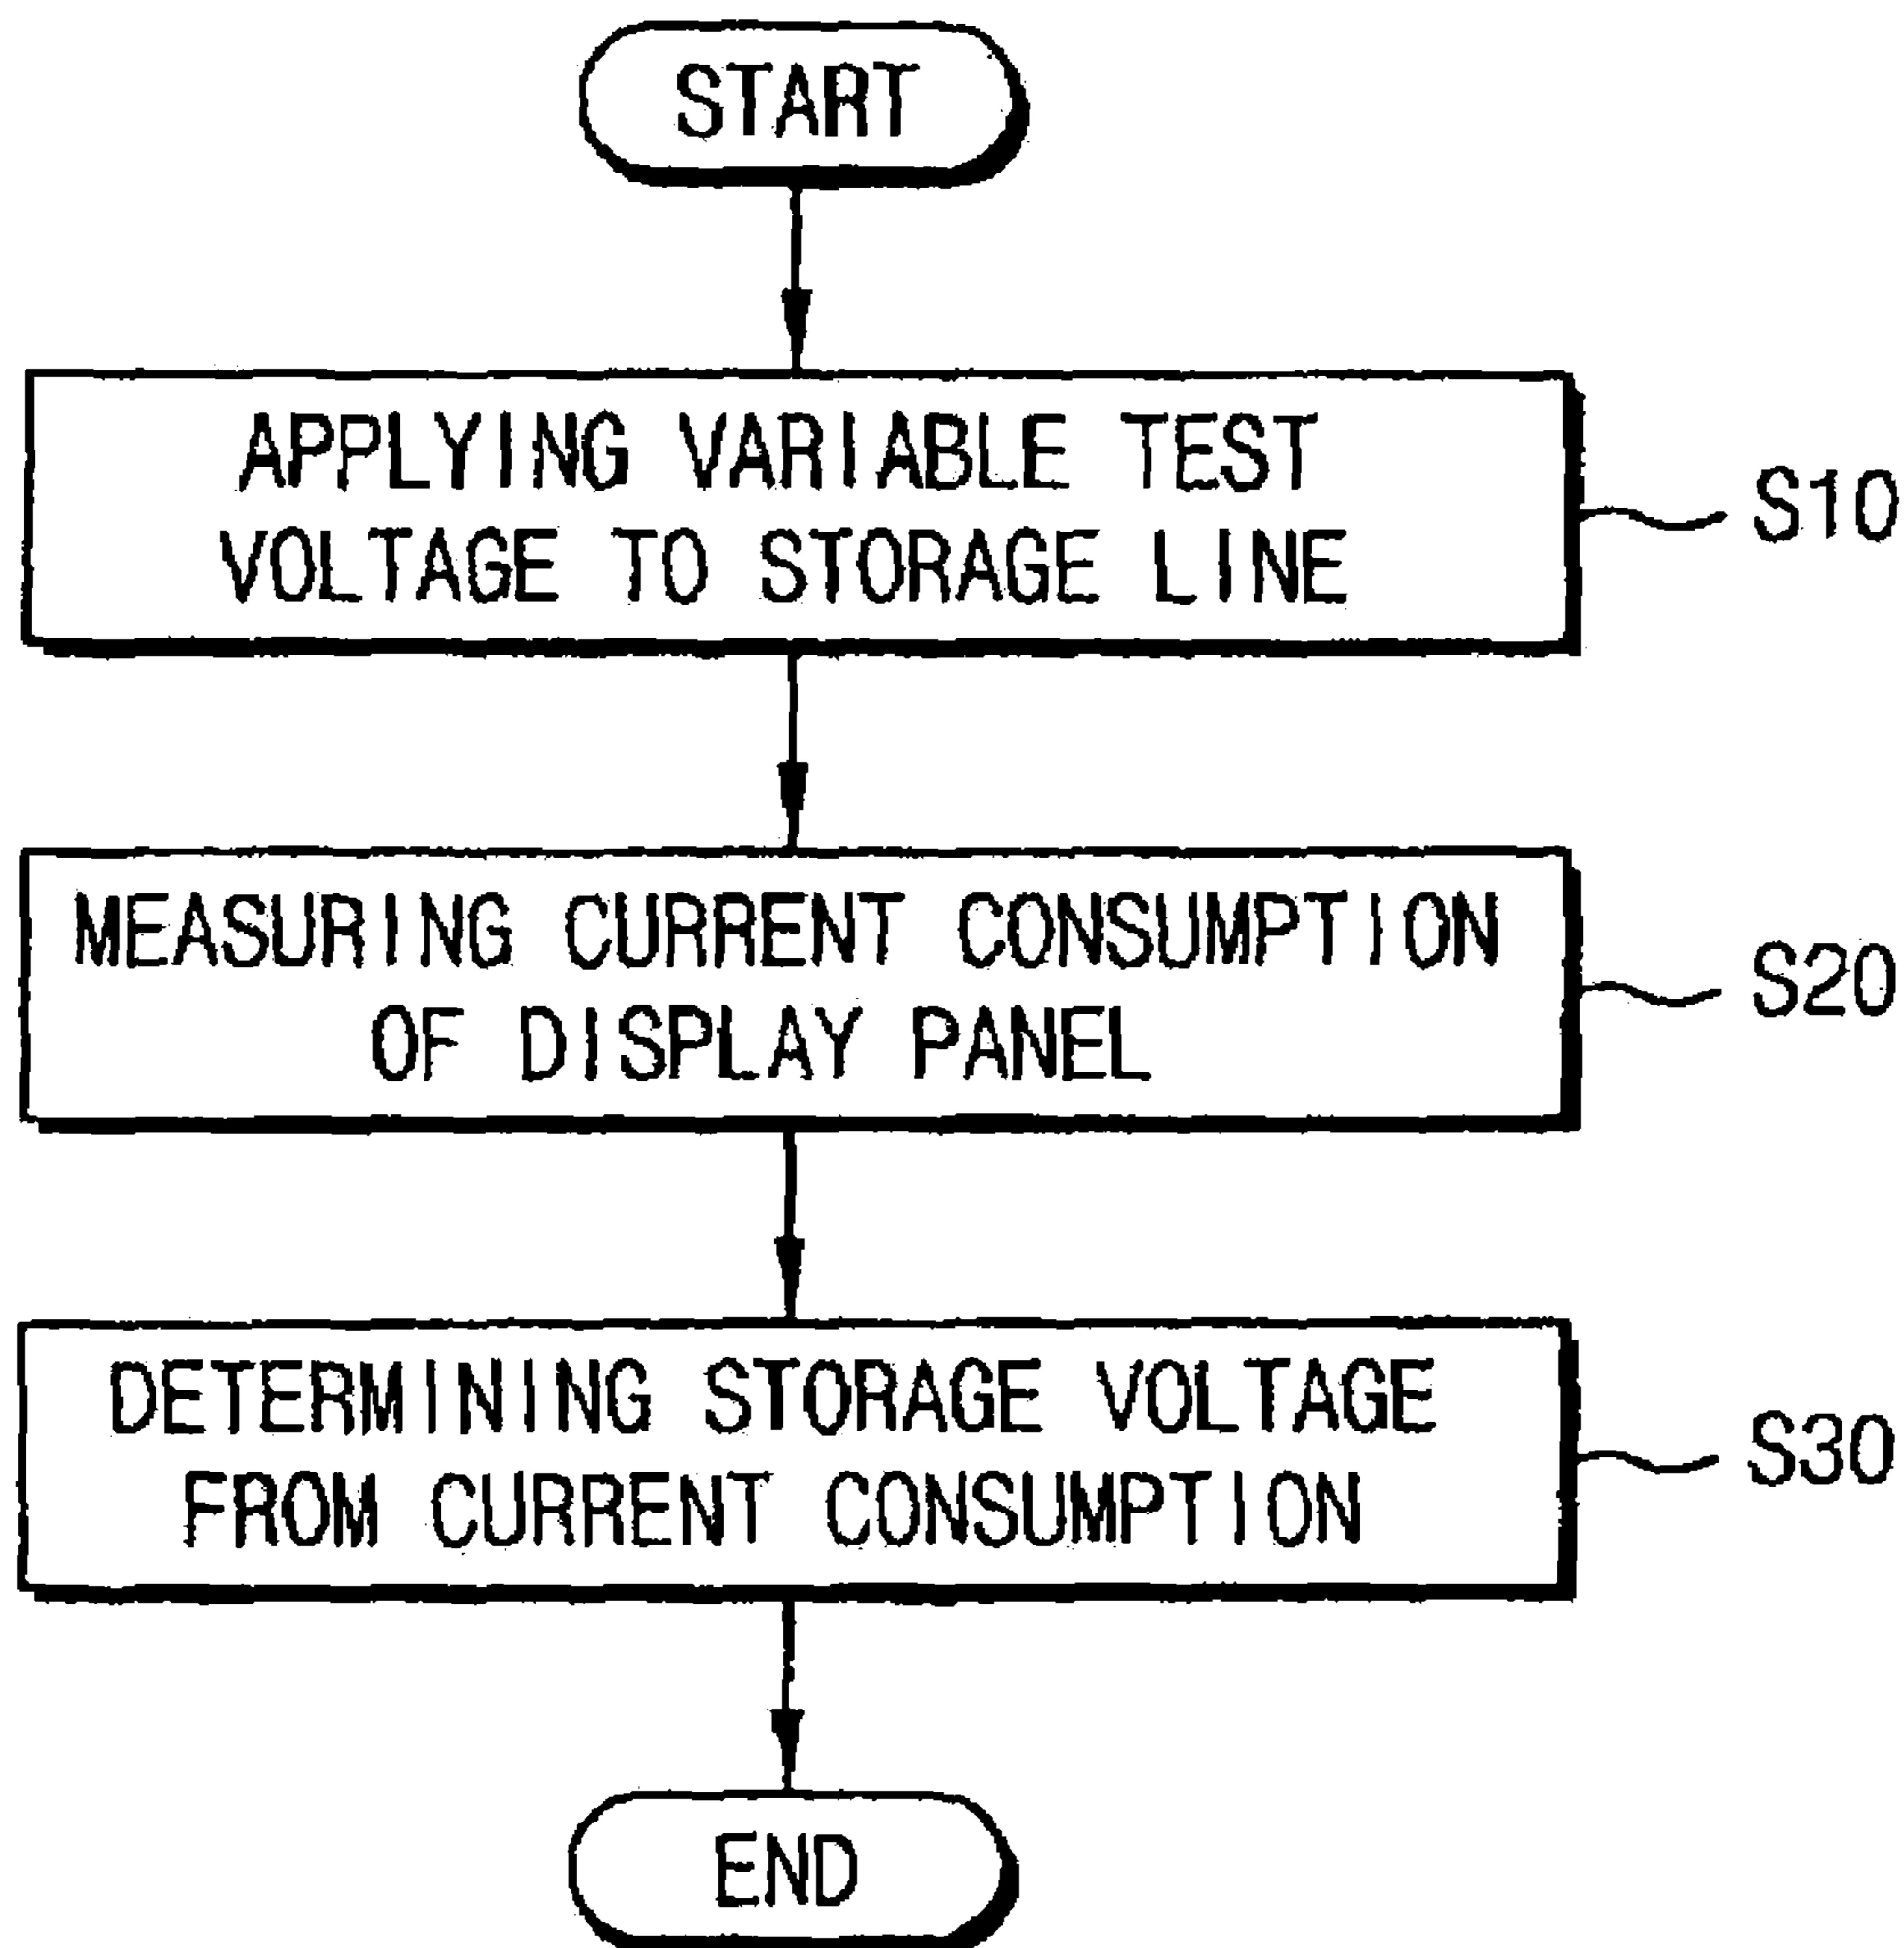 START
APPLYING VARIABLE TEST
VOLTAGE TO STORAGE LINE
S10
MEASURING CURRENT CONSUMPTION
OF DISPLAY PANEL
S20
DETERMINING STORAGE VOLTAGE
FROM CURRENT CONSUMPTION
S30
END